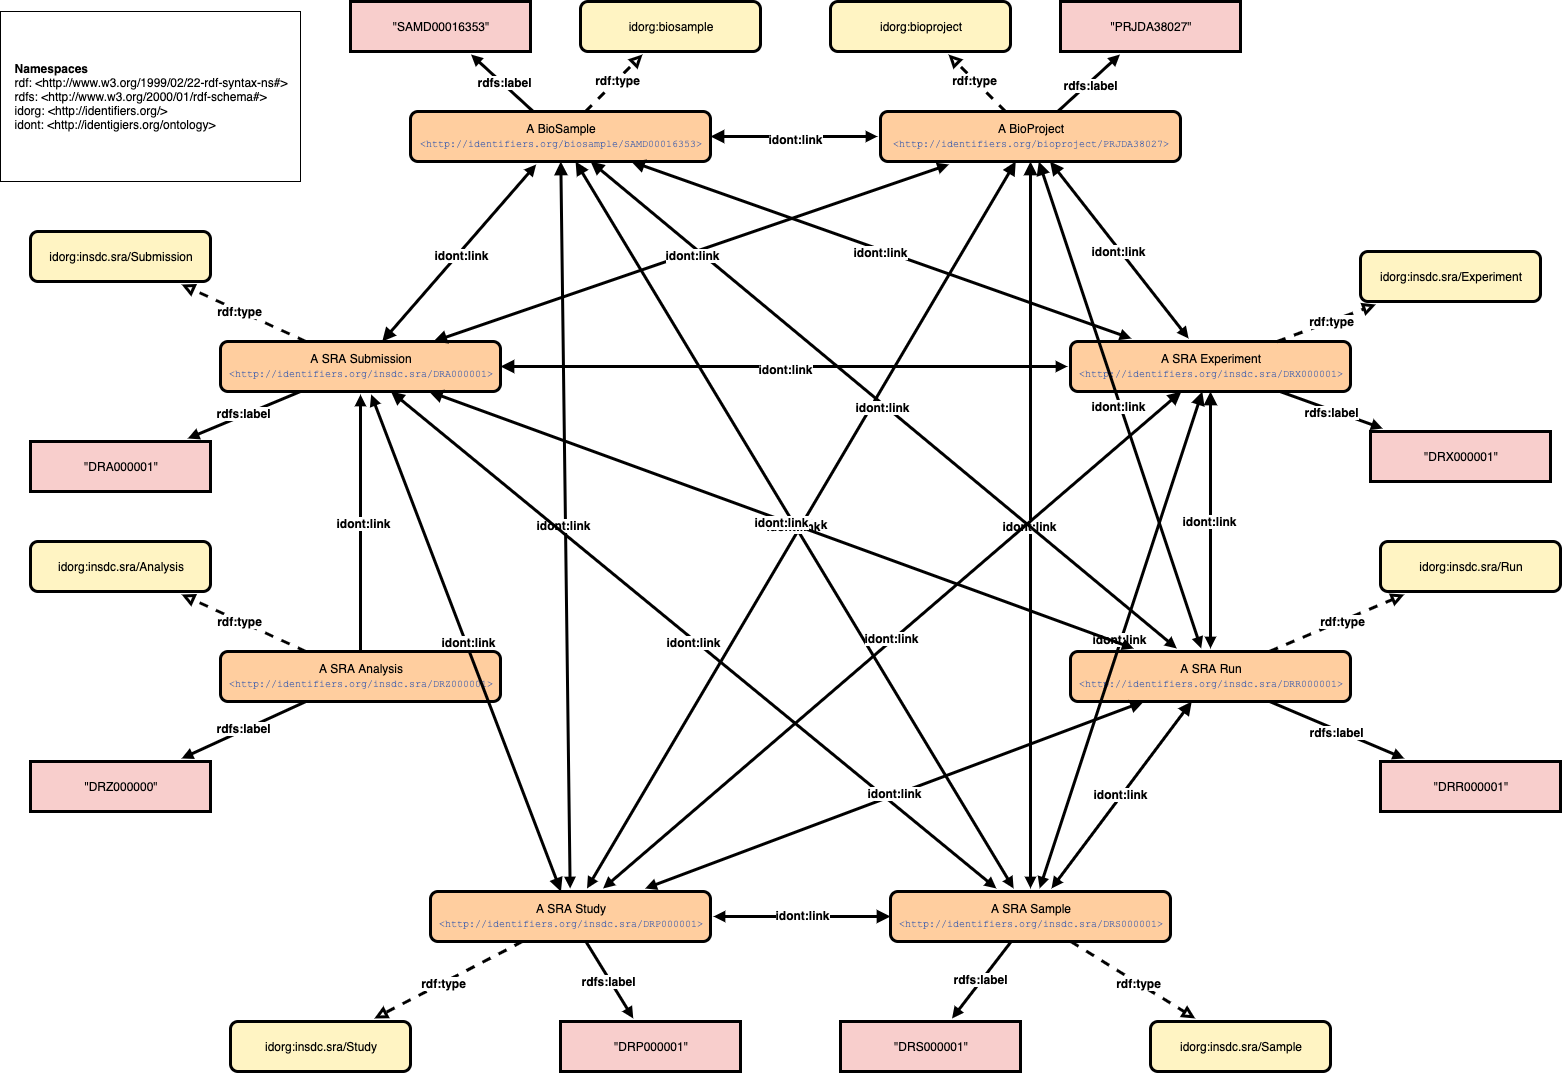 "SAMD00016353"
idorg:biosample
idorg:bioproject
"PRJDA38027"
Namespaces
rdf: <http://www.w3.org/1999/02/22-rdf-syntax-ns#>
rdfs: <http://www.w3.org/2000/01/rdf-schema#>
idorg: <http://identifiers.org/>
idont: <http://identigiers.org/ontology>
rdfs:label
rdf:type
rdf:type
rdfs:label
A BioSample
<http://identifiers.org/biosample/SAMD00016353>
idont:link
A BioProject
<http://identifiers.org/bioproject/PRJDA38027>
idorg:insdc.sra/Submission
idont:link
idont:link
idont:link
idont:link
idorg:insdc.sra/Experiment
rdf:type
rdf:type
A SRA Submission
<http://identifiers.org/insdc.sra/DRA000001>
idont:link
A SRA Experiment
<http://identifiers.org/insdc.sra/DRX000001>
rdfs:label
idont:link
idont:link
rdfs:label
"DRA000001"
"DRX000001"
idont:link
idont:link
idont:link
idont:link
idont:link
idorg:insdc.sra/Analysis
idorg:insdc.sra/Run
rdf:type
rdf:type
idont:link
idont:link
idont:link
idont:link
A SRA Analysis
<http://identifiers.org/insdc.sra/DRZ000001>
A SRA Run
<http://identifiers.org/insdc.sra/DRR000001>
rdfs:label
rdfs:label
"DRZ000000"
"DRR000001"
idont:link
idont:link
A SRA Study
<http://identifiers.org/insdc.sra/DRP000001>
idont:link
A SRA Sample
<http://identifiers.org/insdc.sra/DRS000001>
rdf:type
rdfs:label
rdfs:label
rdf:type
idorg:insdc.sra/Study
"DRP000001"
"DRS000001"
idorg:insdc.sra/Sample